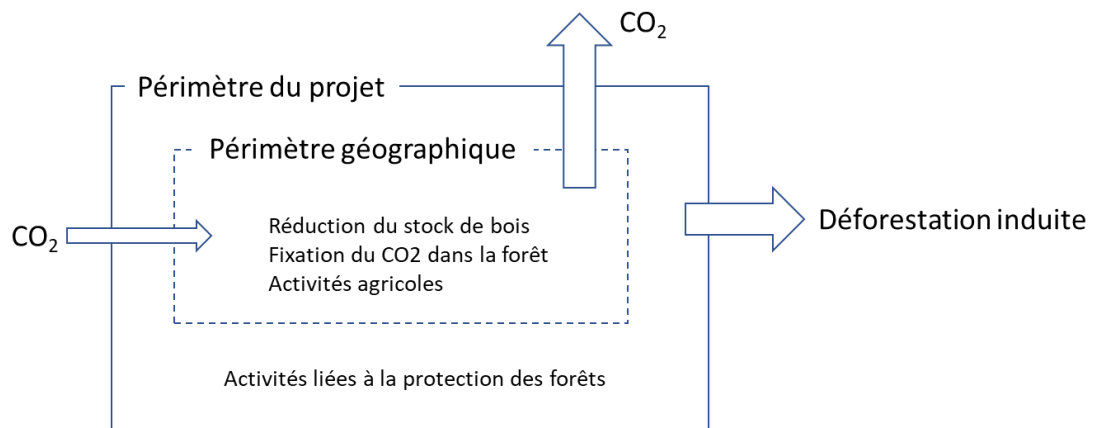 CO₂
Périmètre du projet
Périmètre géographique
CO₂
Réduction du stock de bois
Fixation du CO2 dans la forêt
Activités agricoles
Déforestation induite
Activités liées à la protection des forêts